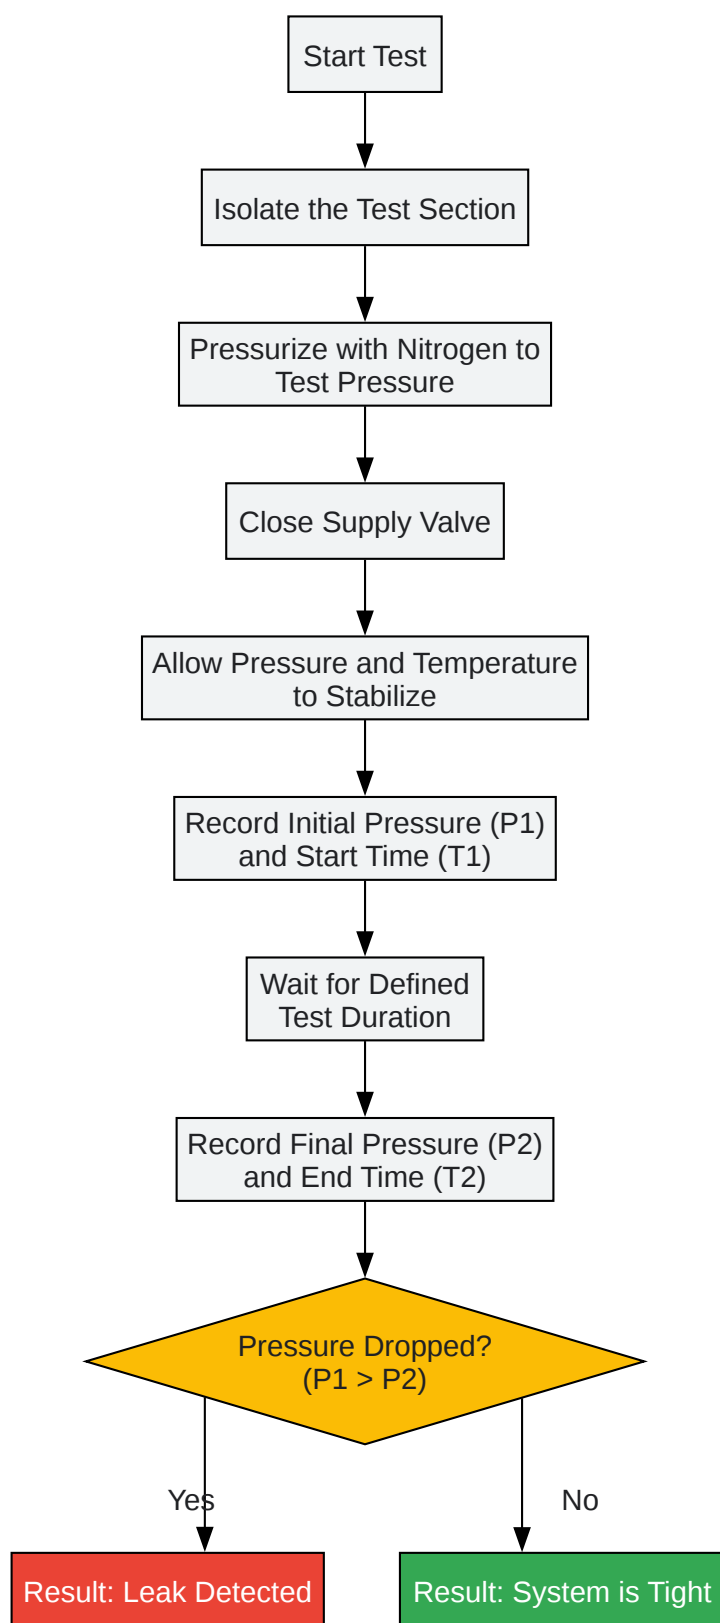 Start Test
Isolate the Test Section
Pressurize with Nitrogen to
Test Pressure
Close Supply Valve
Allow Pressure and Temperature
to Stabilize
Record Initial Pressure (P1)
and Start Time (T1)
Wait for Defined
Test Duration
Record Final Pressure (P2)
and End Time (T2)
Pressure Dropped?
(P1 > P2)
Yes
No
Result: Leak Detected
Result: System is Tight